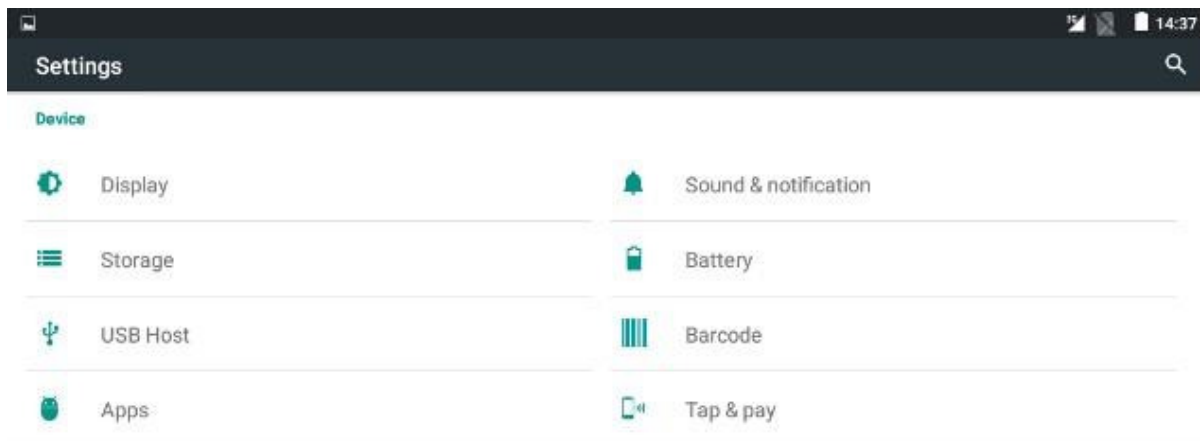 14:37
Settings
Device
Display
Sound & notification
Storage
Battery
USB Host
Barcode
Apps
Tap & pay